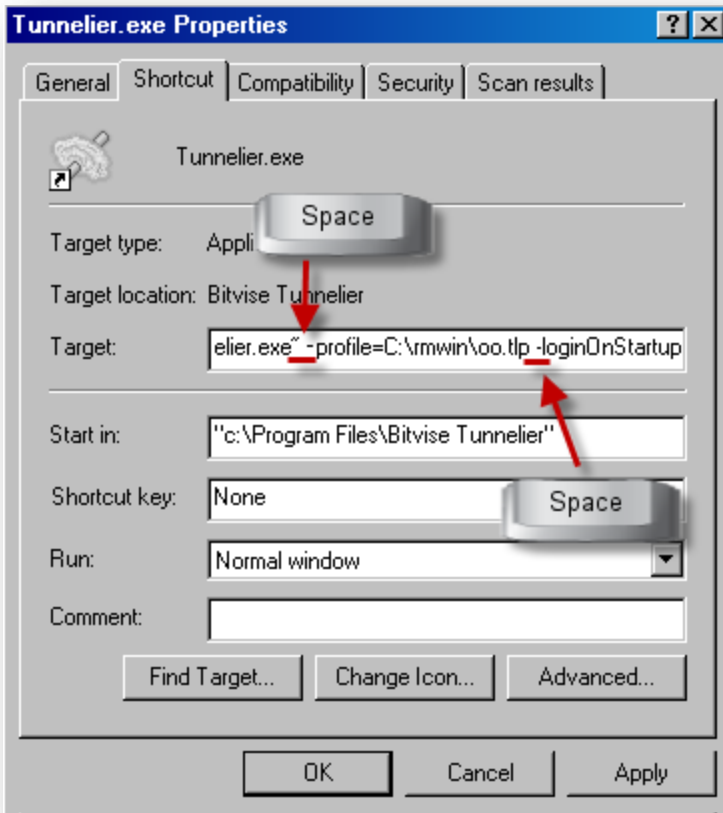 Tunnelier.exe Properties
General Shortcut Compatibility Security Scan results
Tunnelier.exe
Space
Target type: Appli
Target location: Bitvise Tunnelier
Target: elier.exe" -profile=C:\rmwin\oo.tlp -loginOnStartup
Start in: "c:\Program Files\Bitvise Tunnelier"
Shortcut key: None
Space
Run: Normal window
Comment:
Find Target... Change Icon... Advanced...
OK Cancel Apply